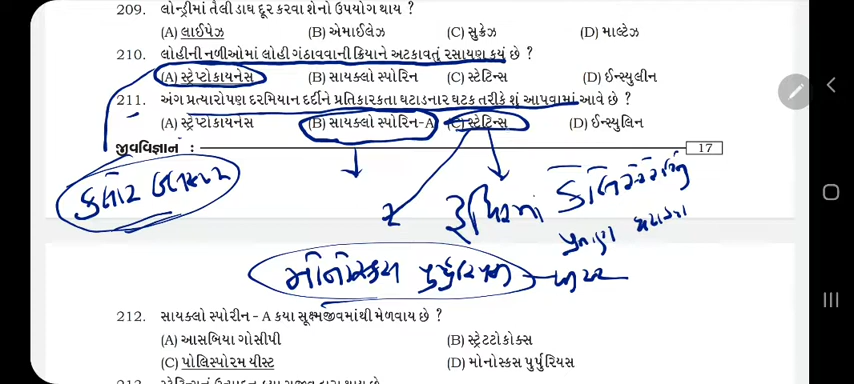 209. લોન્ડ્રીમાં તૈલી ડાઘ દૂર કરવા શેનો ઉપયોગ થાય ?
(A) લાઈપેઝ (B) એમાઈલેઝ (C) સુક્રેઝ (D) માલ્ટેઝ
210. લોહીની નળીઓમાં લોહી ગંઠાવવાની ક્રિયાને અટકાવતું રસાયણ કયું છે ?
(A) સ્ટ્રેપ્ટોકાયનેસ (B) સાયક્લો સ્પોરિન (C) સ્ટેટિન્સ (D) ઈન્સ્યુલીન
211. અંગ પ્રત્યારોપણ દરમિયાન દર્દીને પ્રતિકારકતા ઘટાડનાર ઘટક તરીકે શું આપવામાં આવે છે ?
(A) સ્ટ્રેપ્ટોકાયનેસ (B) સાયક્લો સ્પોરિન-A (C) સ્ટેટિન્સ (D) ઈન્સ્યુલિન
જીવવિજ્ઞાન : 17
રુધિરમાં
212. સાયક્લો સ્પોરીન - A કયા સૂક્ષ્મજીવમાંથી મેળવાય છે ?
(A) આસબિયા ગોસીપી (B) સ્ટ્રેટટોકોક્સ
(C) પોલિસ્પોરમ યીસ્ટ (D) મોનોસ્કસ પુર્પુરિયસ